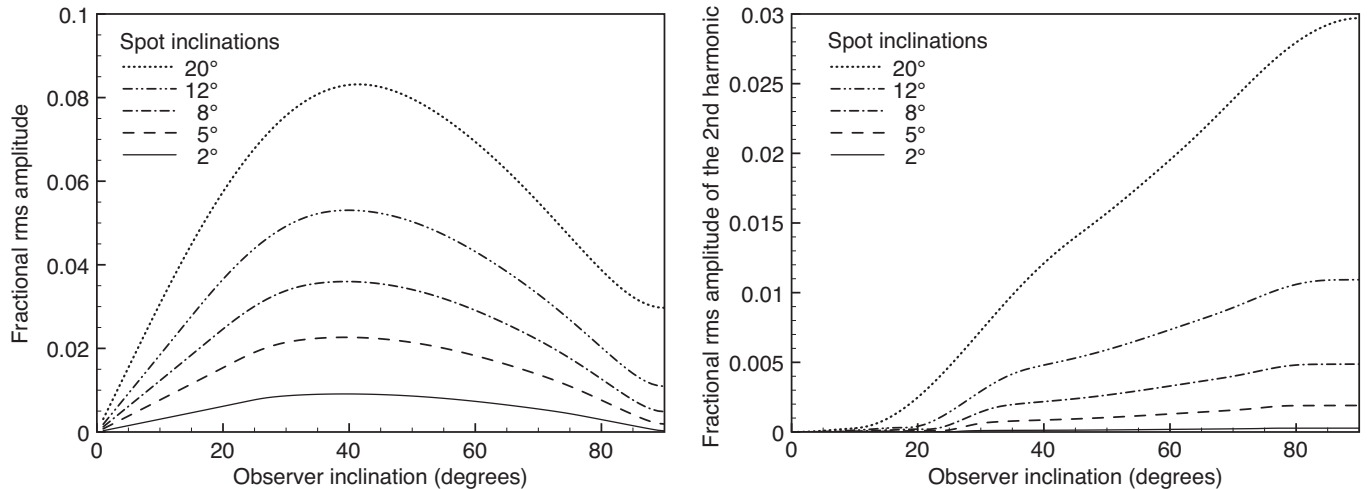 Fractional rms amplitude
0.1
0.08
0.06
0.04
0.02
0
Spot inclinations
20°
12°
8°
5°
2°
0 20 40 60 80
Observer inclination (degrees)
Fractional rms amplitude of the 2nd harmonic
0.03
0.025
0.02
0.015
0.01
0.005
0
Spot inclinations
20°
12°
8°
5°
2°
0 20 40 60 80
Observer inclination (degrees)